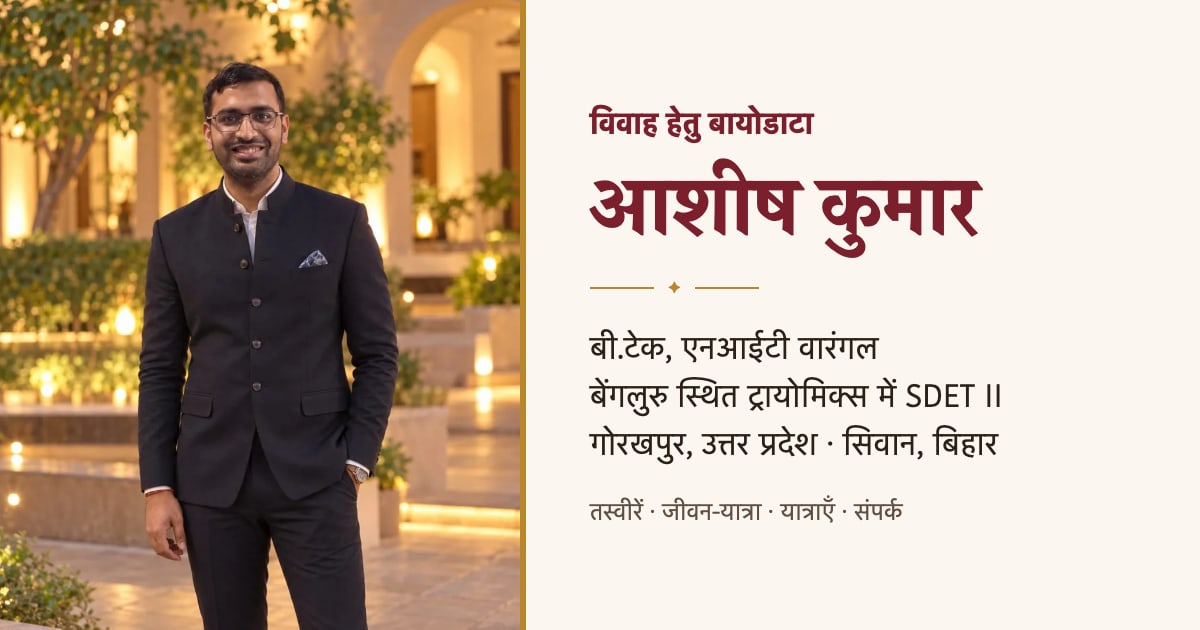 विवाह हेतु बायोडाटा
आशीष कुमार
बी.टेक, एनआईटी वारंगल
बेंगलुरु स्थित ट्रायोमिक्स में SDET II
गोरखपुर, उत्तर प्रदेश · सिवान, बिहार
तस्वीरें · जीवन-यात्रा · यात्राएँ · संपर्क